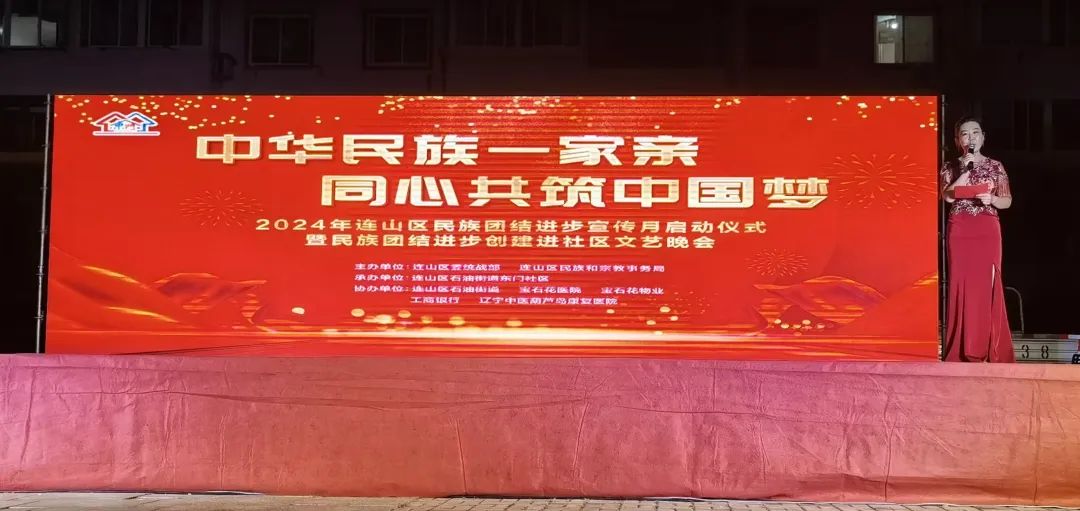 中华民族一家亲
同心共筑中国梦
2024年连山区民族团结进步宣传月启动仪式
暨民族团结进步创建进社区文艺晚会
主办单位:连山区委统战部 连山区民族和宗教事务局
承办单位:连山区石油街道东门社区
协办单位:连山区石油街道 宝石花医院 宝石花物业
工商银行 辽宁中医葫芦岛康复医院
38